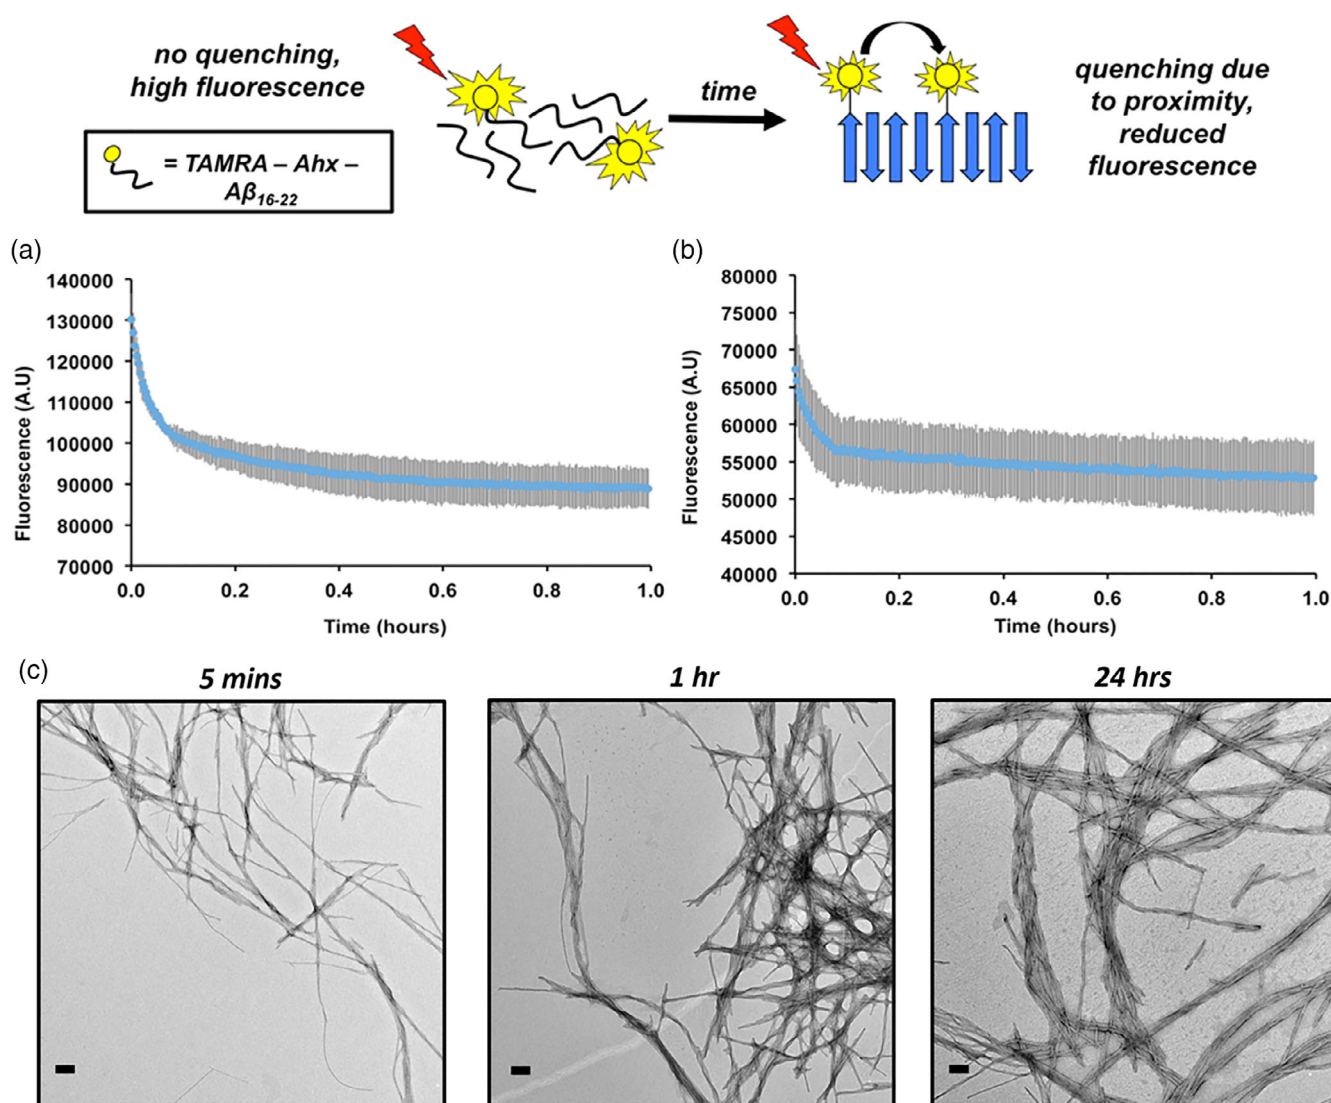 no quenching,
high fluorescence
= TAMRA – Ahx –
Aβ16-22
time
quenching due
to proximity,
reduced
fluorescence
(a)
140000
130000
120000
110000
100000
90000
80000
70000
Fluorescence (A.U)
0.0 0.2 0.4 0.6 0.8 1.0
Time (hours)
(b)
80000
75000
70000
65000
60000
55000
50000
45000
40000
Fluorescence (A.U)
0.0 0.2 0.4 0.6 0.8 1.0
Time (hours)
(c)
5 mins
1 hr
24 hrs